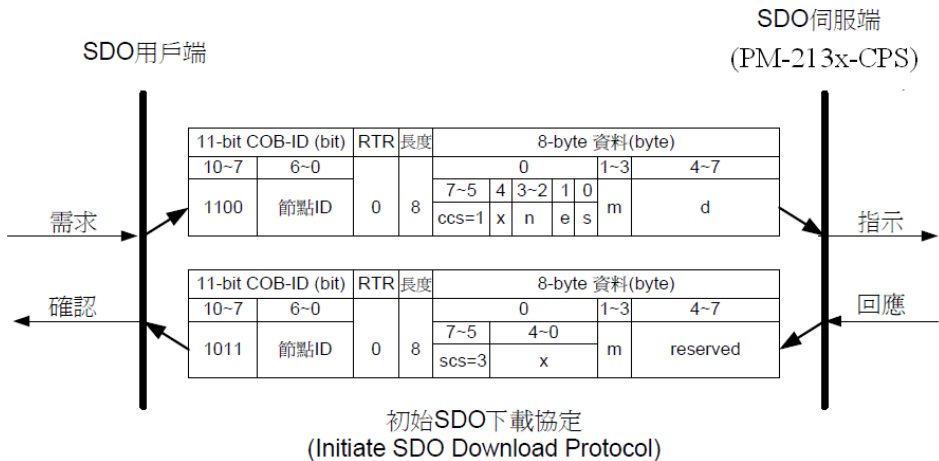 SDO用戶端
SDO伺服端
(PM-213x-CPS)
11-bit COB-ID (bit) RTR 長度 8-byte 資料(byte)
10~7 6~0 0 1~3 4~7
7~5 4 3~2 1 0
1100 節點ID 0 8 m d
ccs=1 x n e s
需求
指示
11-bit COB-ID (bit) RTR 長度 8-byte 資料(byte)
10~7 6~0 0 1~3 4~7
7~5 4~0
1011 節點ID 0 8 m reserved
scs=3 x
確認
回應
初始SDO下載協定
(Initiate SDO Download Protocol)